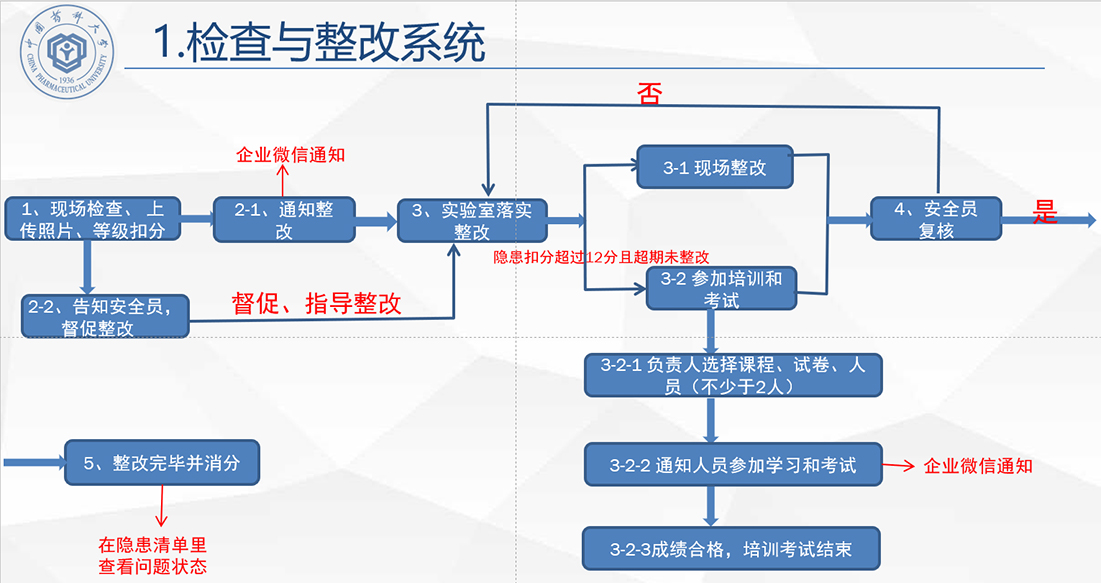 中国药科大学
CHINA PHARMACEUTICAL UNIVERSITY
1936
1.检查与整改系统
否
企业微信通知
3-1 现场整改
1、现场检查、 上
传照片、等级扣分
2-1、通知整
改
3、实验室落实
整改
4、安全员
复核
是
隐患扣分超过12分且超期未整改
2-2、告知安全员，
督促整改
督促、指导整改
3-2 参加培训和
考试
3-2-1 负责人选择课程、试卷、人
员（不少于2人）
5、整改完毕并消分
3-2-2 通知人员参加学习和考试
企业微信通知
在隐患清单里
查看问题状态
3-2-3成绩合格，培训考试结束